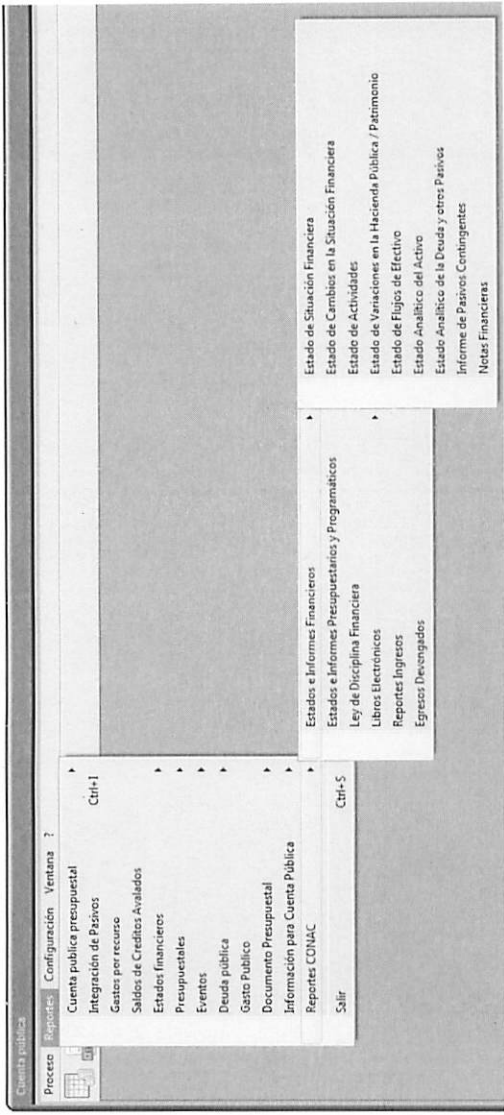 Cuenta pública
Proceso Reportes Configuración Ventana ?
Cuenta publica presupuestal
Integración de Pasivos Ctrl+I
Gastos por recurso
Saldos de Creditos Avalados
Estados financieros
Presupuestales
Eventos
Deuda pública
Gasto Publico
Documento Presupuestal
Información para Cuenta Pública
Reportes CONAC
Salir Ctrl+S
Estados e Informes Financieros
Estados e Informes Presupuestarios y Programáticos
Ley de Disciplina Financiera
Libros Electrónicos
Reportes Ingresos
Egresos Devengados
Estado de Situación Financiera
Estado de Cambios en la Situación Financiera
Estado de Actividades
Estado de Variaciones en la Hacienda Pública / Patrimonio
Estado de Flujos de Efectivo
Estado Analítico del Activo
Estado Analítico de la Deuda y otros Pasivos
Informe de Pasivos Contingentes
Notas Financieras